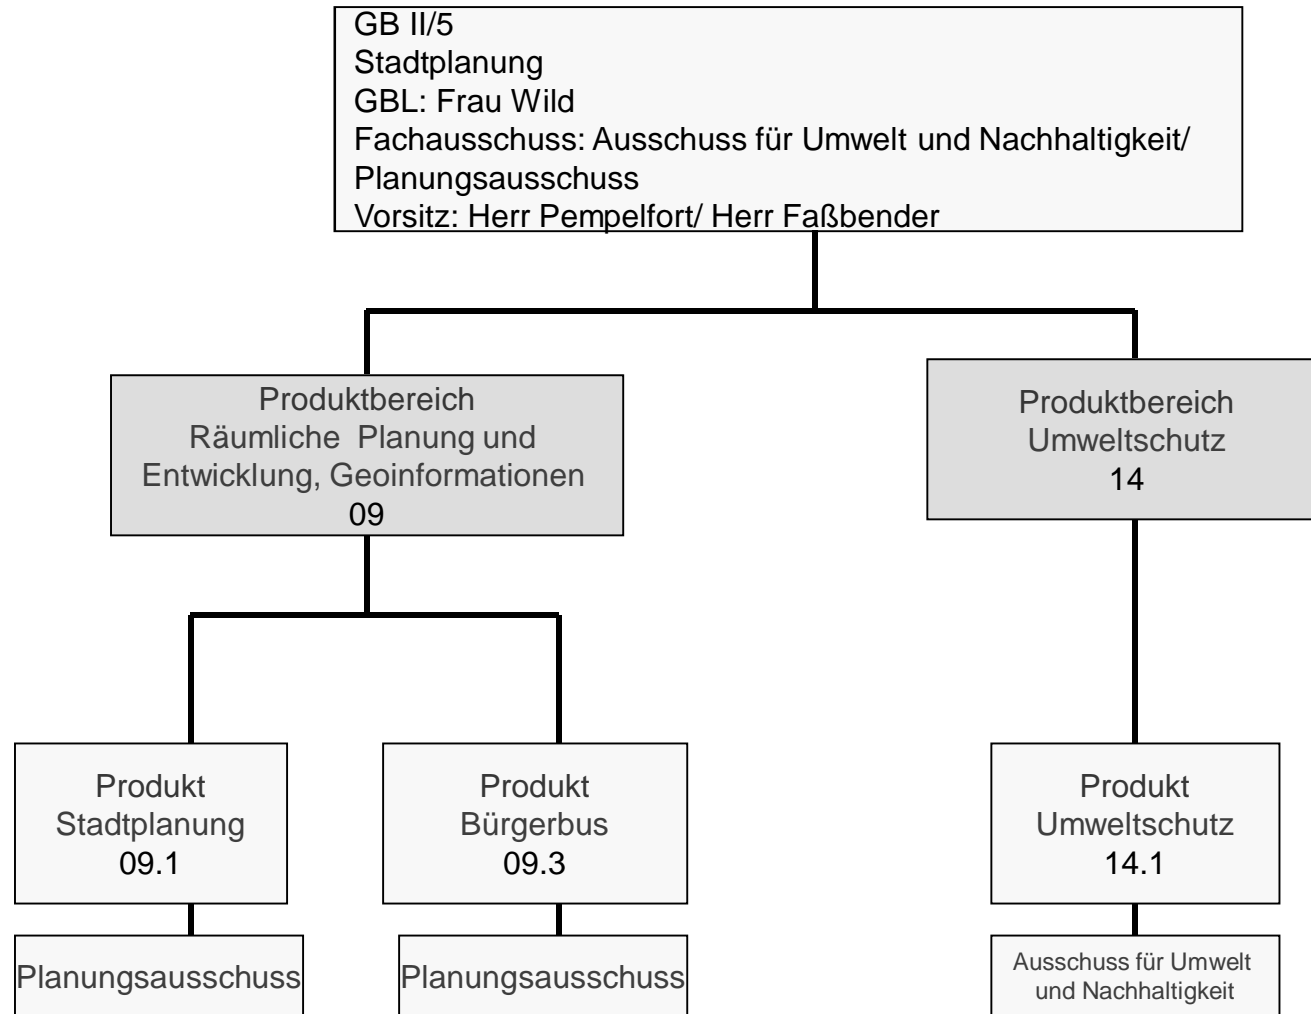 GB II/5
Stadtplanung
GBL: Frau Wild
Fachausschuss: Ausschuss für Umwelt und Nachhaltigkeit/
Planungsausschuss
Vorsitz: Herr Pempelfort/ Herr Faßbender
Produktbereich
Räumliche Planung und
Entwicklung, Geoinformationen
09
Produktbereich
Umweltschutz
14
Produkt
Stadtplanung
09.1
Produkt
Bürgerbus
09.3
Produkt
Umweltschutz
14.1
Planungsausschuss
Planungsausschuss
Ausschuss für Umwelt
und Nachhaltigkeit